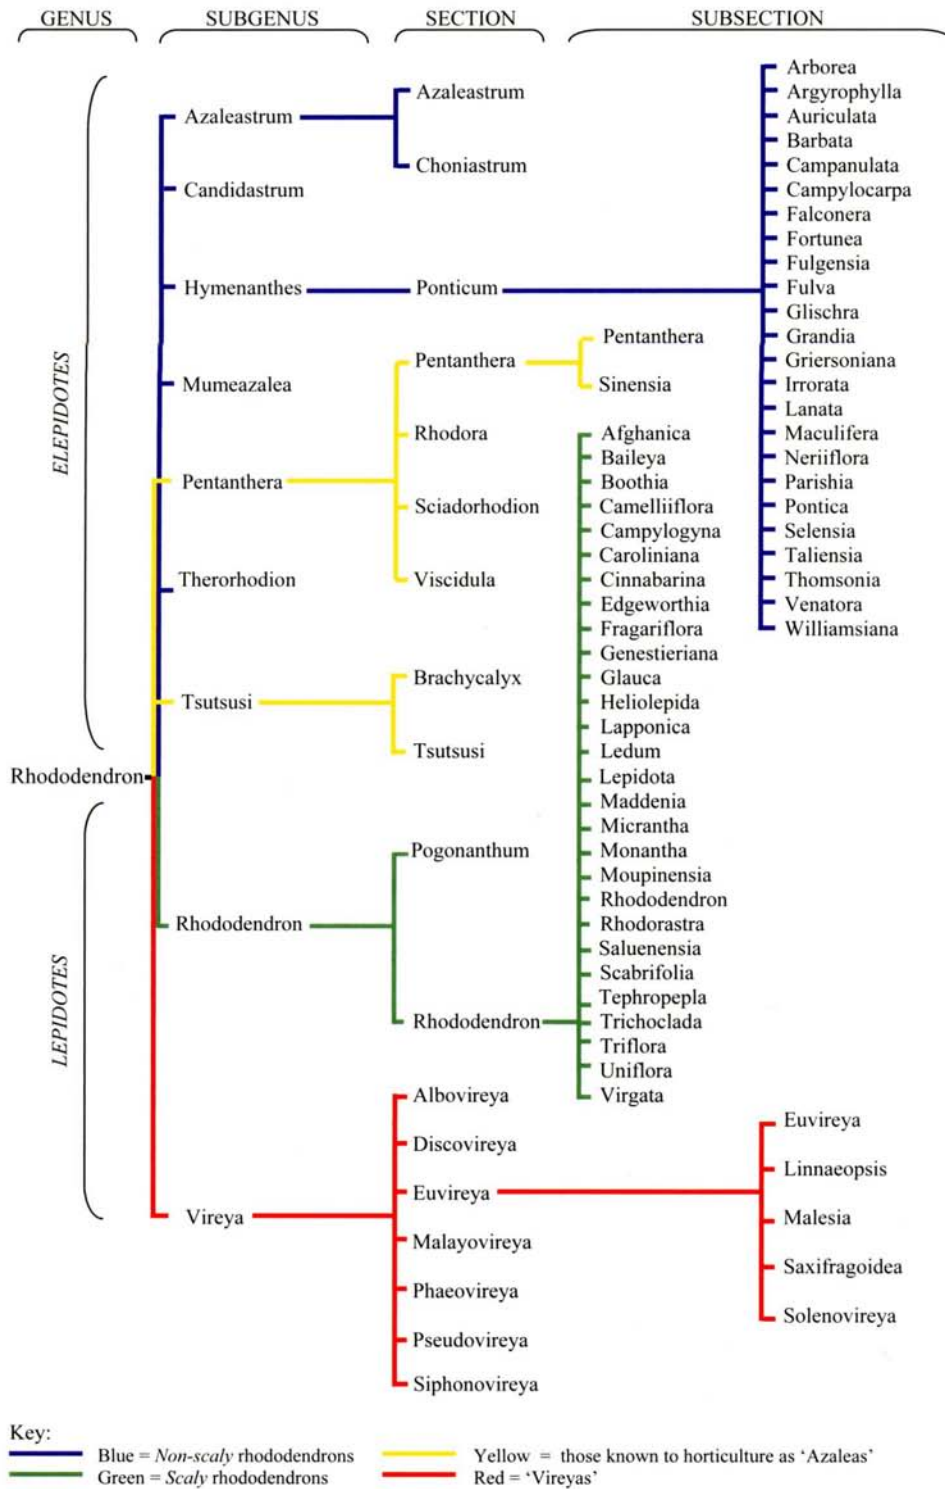 GENUS SUBGENUS SECTION SUBSECTION
ELEPIDOTES
LEPIDOTES
Rhododendron
Azaleastrum
Candidastrum
Hymenanthes
Mumeazalea
Pentanthera
Therorhodion
Tsutsusi
Rhododendron
Vireya
Azaleastrum
Choniastrum
Ponticum
Pentanthera
Rhodora
Sciadorhodion
Viscidula
Brachycalyx
Tsutsusi
Pogonanthum
Rhododendron
Albovireya
Discovireya
Euvireya
Malayovireya
Phaeovireya
Pseudovireya
Siphonovireya
Pentanthera
Sinensia
Afghanica
Baileya
Boothia
Camelliiflora
Campylogyna
Caroliniana
Cinnabarina
Edgeworthia
Fragariflora
Genestieriana
Glauca
Heliolepida
Lapponica
Ledum
Lepidota
Maddenia
Micrantha
Monantha
Moupinensia
Rhododendron
Rhodorastra
Saluenensia
Scabrifolia
Tephropepla
Trichoclada
Triflora
Uniflora
Virgata
Arborea
Argyrophylla
Auriculata
Barbata
Campanulata
Campylocarpa
Falconera
Fortunea
Fulgensia
Fulva
Glischra
Grandia
Griersoniana
Irrorata
Lanata
Maculifera
Neriiflora
Parishia
Pontica
Selensia
Taliensia
Thomsonia
Venatora
Williamsiana
Euvireya
Linnaeopsis
Malesia
Saxifragoidea
Solenovireya
Key:
Blue = Non-scaly rhododendrons
Green = Scaly rhododendrons
Yellow = those known to horticulture as ‘Azaleas’
Red = ‘Vireyas’